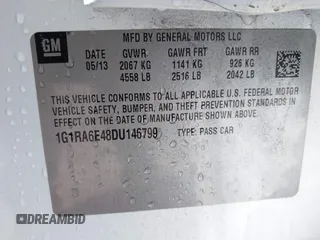 GM
MFD BY GENERAL MOTORS LLC
DATE GVWR GAWR FRT GAWR RR
05/13 2067 KG 1141 KG 926 KG
4558 LB 2516 LB 2042 LB
THIS VEHICLE CONFORMS TO ALL APPLICABLE U.S. FEDERAL MOTOR
VEHICLE SAFETY, BUMPER, AND THEFT PREVENTION STANDARDS IN
EFFECT ON THE DATE OF MANUFACTURE SHOWN ABOVE.
1G1RA6E48DU146799 TYPE: PASS CAR
DREAMBID